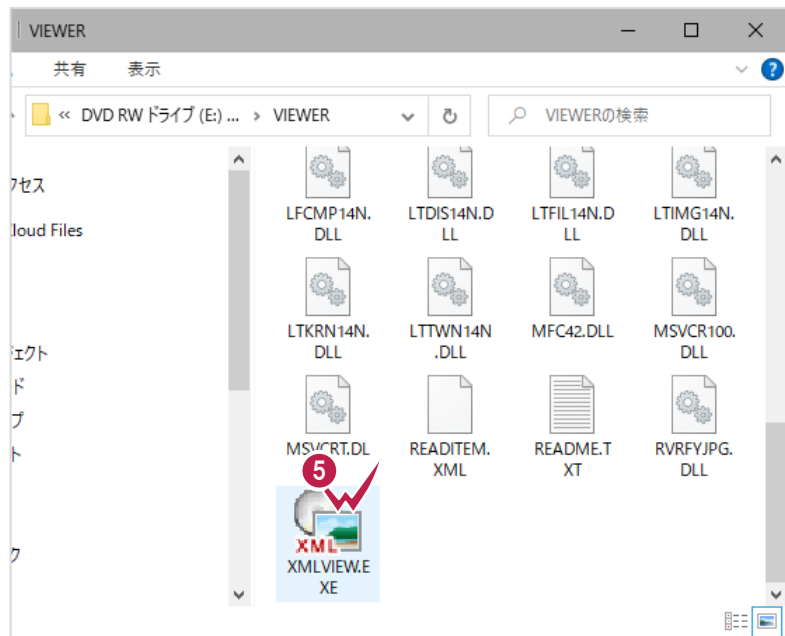 VIEWER
共有 表示
« DVD RW ドライブ (E:) ... › VIEWER
VIEWERの検索
クセス
loud Files
ジェクト
ド
プ
ト
ク
LFCMP14N.
DLL
LTDIS14N.D
LL
LTFIL14N.D
LL
LTIMG14N.
DLL
LTKRN14N.
DLL
LTTWN14N
.DLL
MFC42.DLL
MSVCR100.
DLL
MSVCRT.DL
READITEM.
XML
README.T
XT
RVRFYJPG.
DLL
5
XML
XMLVIEW.E
XE